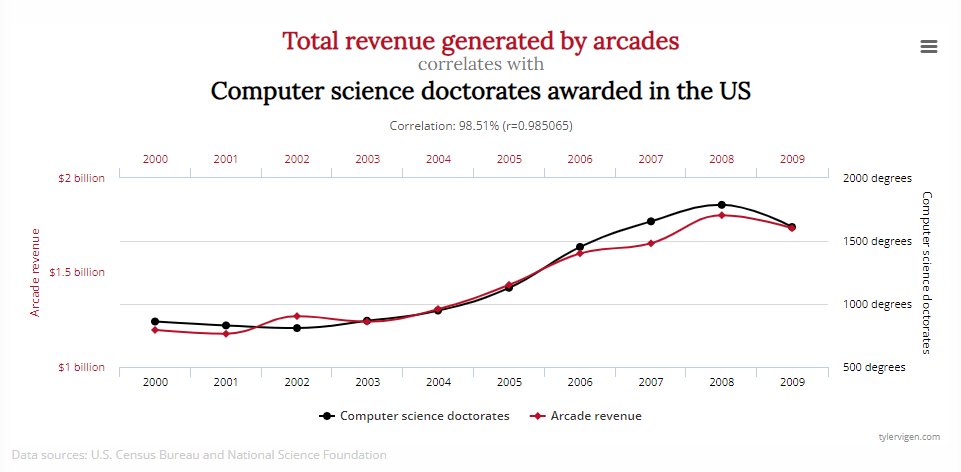 Total revenue generated by arcades
correlates with
Computer science doctorates awarded in the US
Correlation: 98.51% (r=0.985065)
2000 2001 2002 2003 2004 2005 2006 2007 2008 2009
$2 billion
$1.5 billion
$1 billion
Arcade revenue
2000 degrees
1500 degrees
1000 degrees
500 degrees
Computer science doctorates
2000 2001 2002 2003 2004 2005 2006 2007 2008 2009
Computer science doctorates Arcade revenue
tylervigen.com
Data sources: U.S. Census Bureau and National Science Foundation